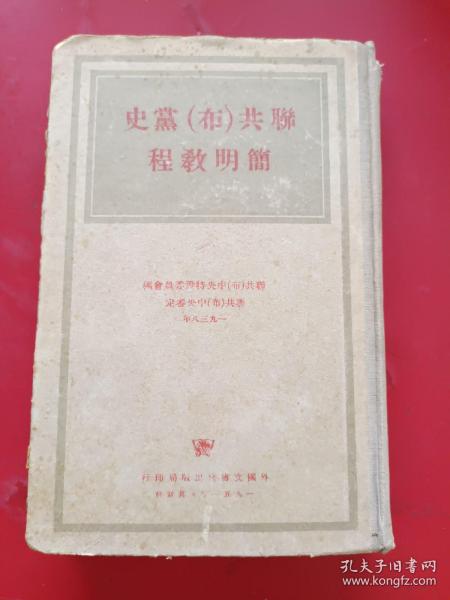 聯共(布)黨史
簡明敎程
聯共(布)中央特設委員會編
聯共(布)中央審定
一九三八年
外國文書籍出版局印行
一九五一年·莫斯科
孔夫子旧书网
www.kongfz.com